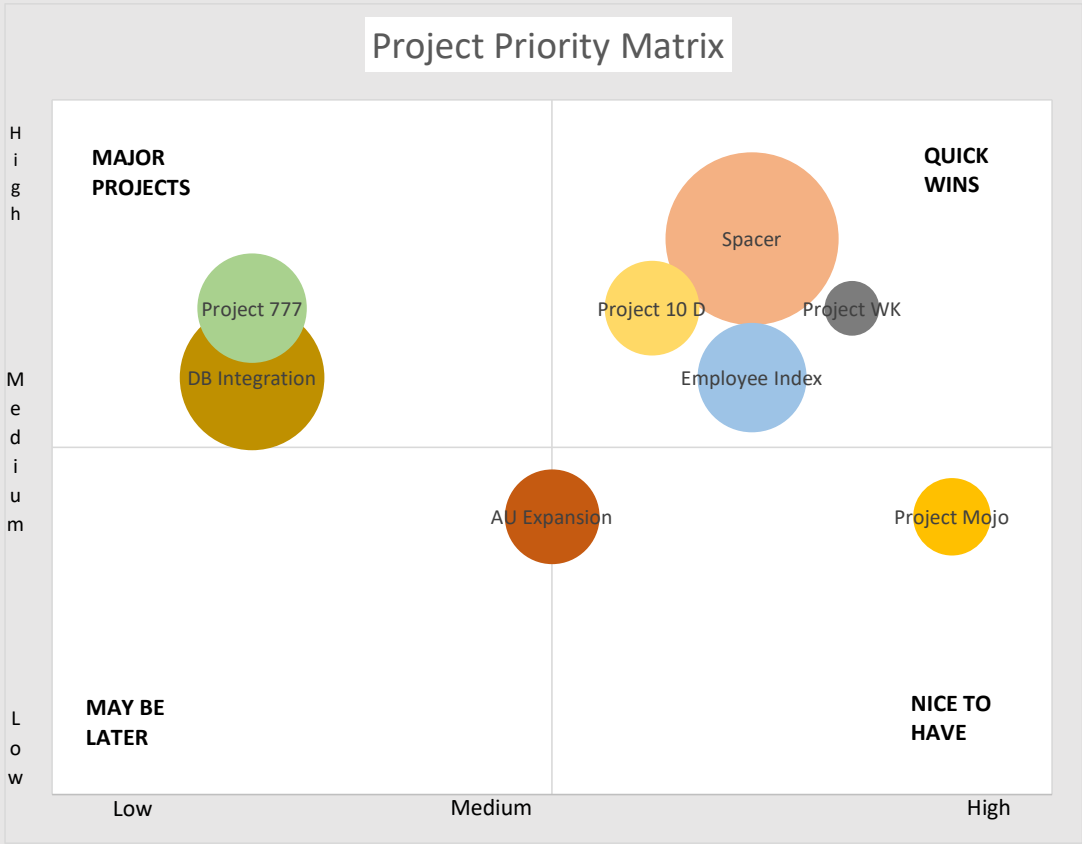 Project Priority Matrix
High
MAJOR
PROJECTS
QUICK
WINS
Spacer
Project 777
Project 10 D
Project WK
Medium
DB Integration
Employee Index
AU Expansion
Project Mojo
MAY BE
LATER
NICE TO
HAVE
Low
Low
Medium
High